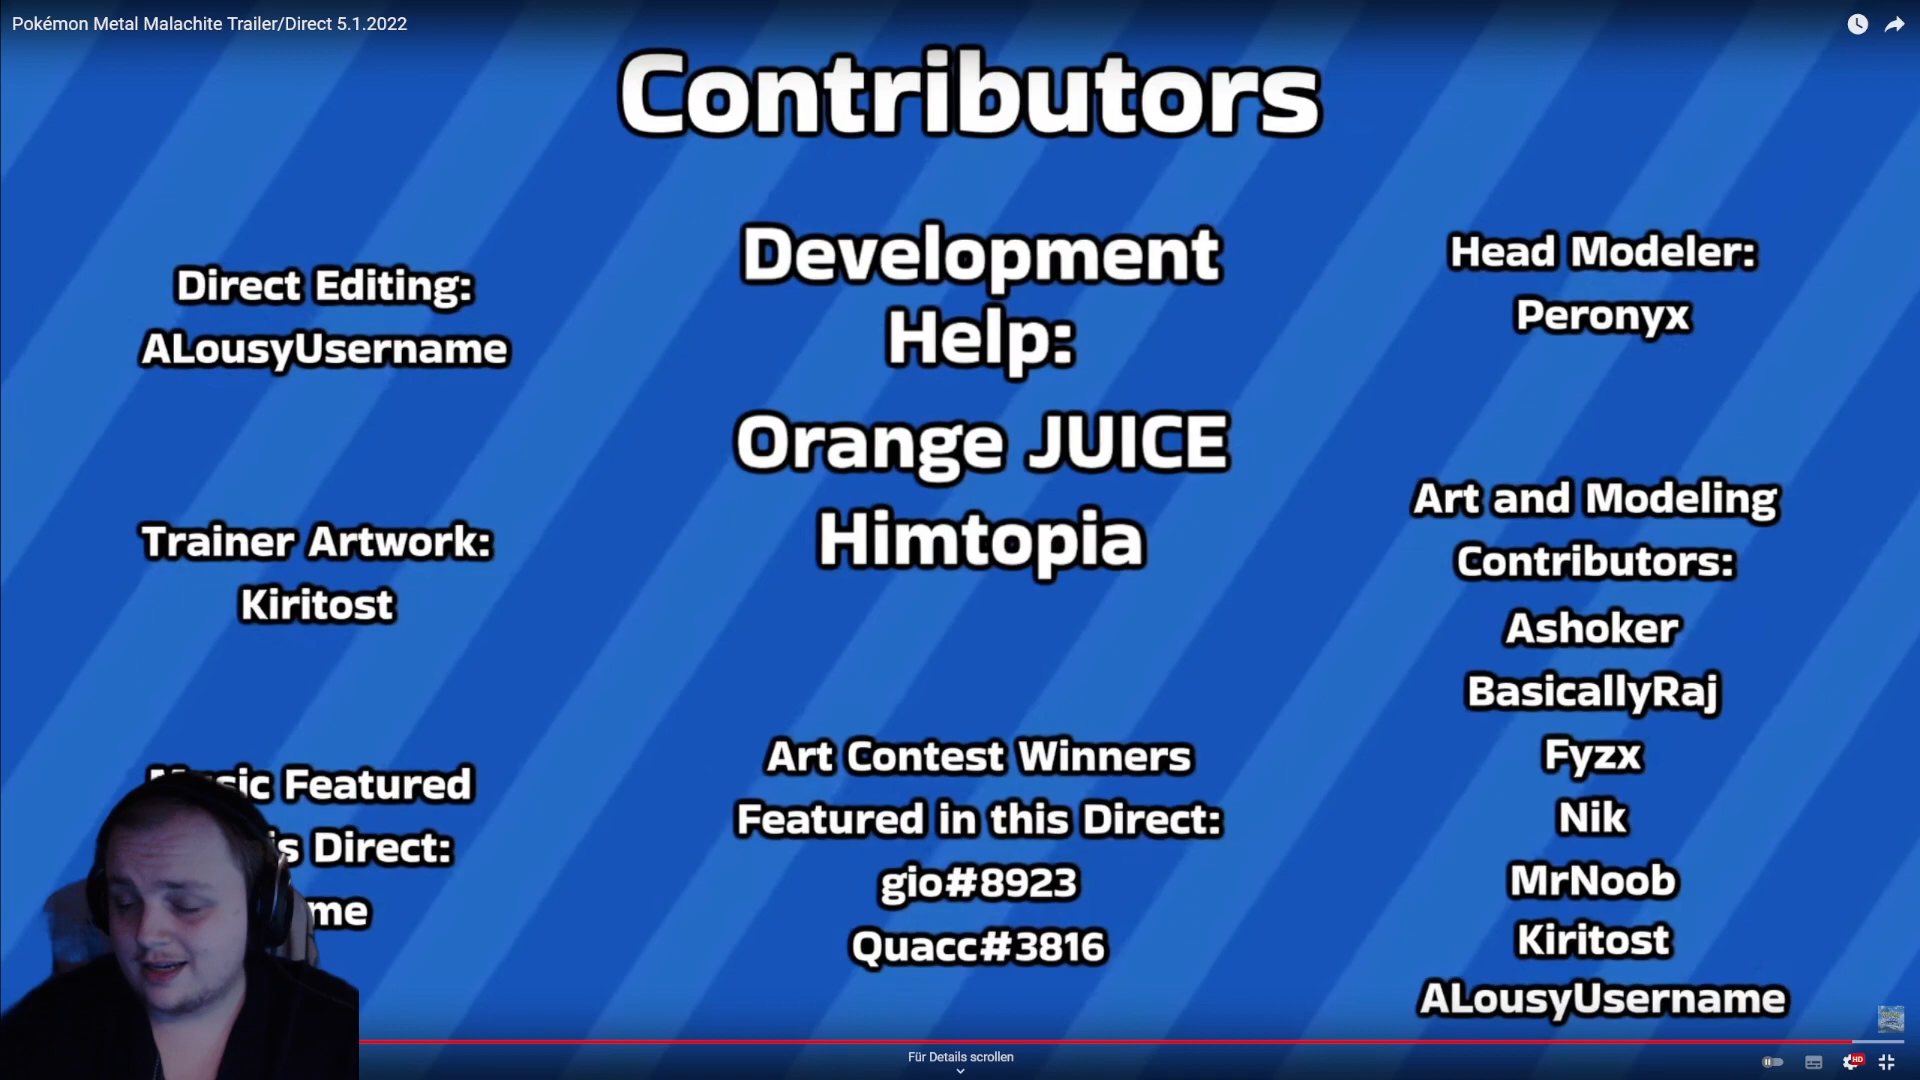 Pokémon Metal Malachite Trailer/Direct 5.1.2022
Contributors
Direct Editing:
ALousyUsername
Trainer Artwork:
Kiritost
Featured
Direct:
Development
Help:
Orange JUICE
Himtopia
Art Contest Winners
Featured in this Direct:
gio#8923
Quacc#3816
Head Modeler:
Peronyx
Art and Modeling
Contributors:
Ashoker
BasicallyRaj
Fyzx
Nik
MrNoob
Kiritost
ALousyUsername
Für Details scrollen
HD